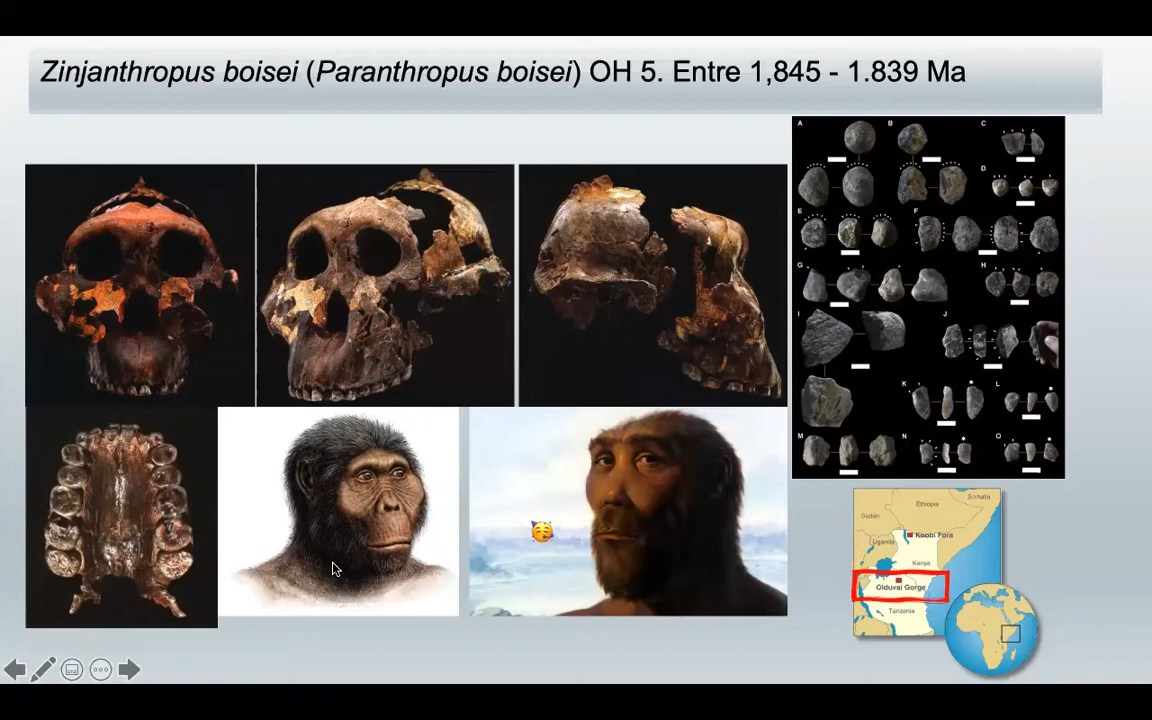 Zinjanthropus boisei (Paranthropus boisei) OH 5. Entre 1,845 - 1.839 Ma
A
B
C
D
E
F
G
H
I
J
K
L
M
N
O
Somalia
Ethiopia
Sudan
Koobi Fora
Uganda
Kenya
Olduvai Gorge
Tanzania